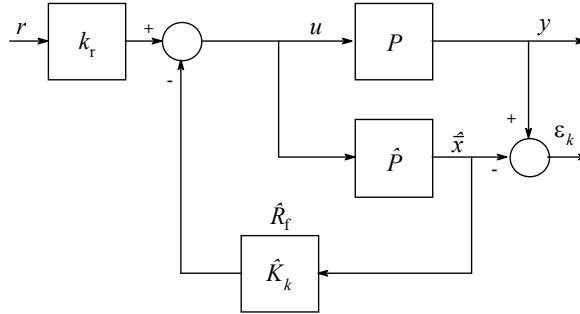 r
k_r
+
-
u
P
y
+
ε_k
P̂
x̄̂
-
R̂_f
K̂_k